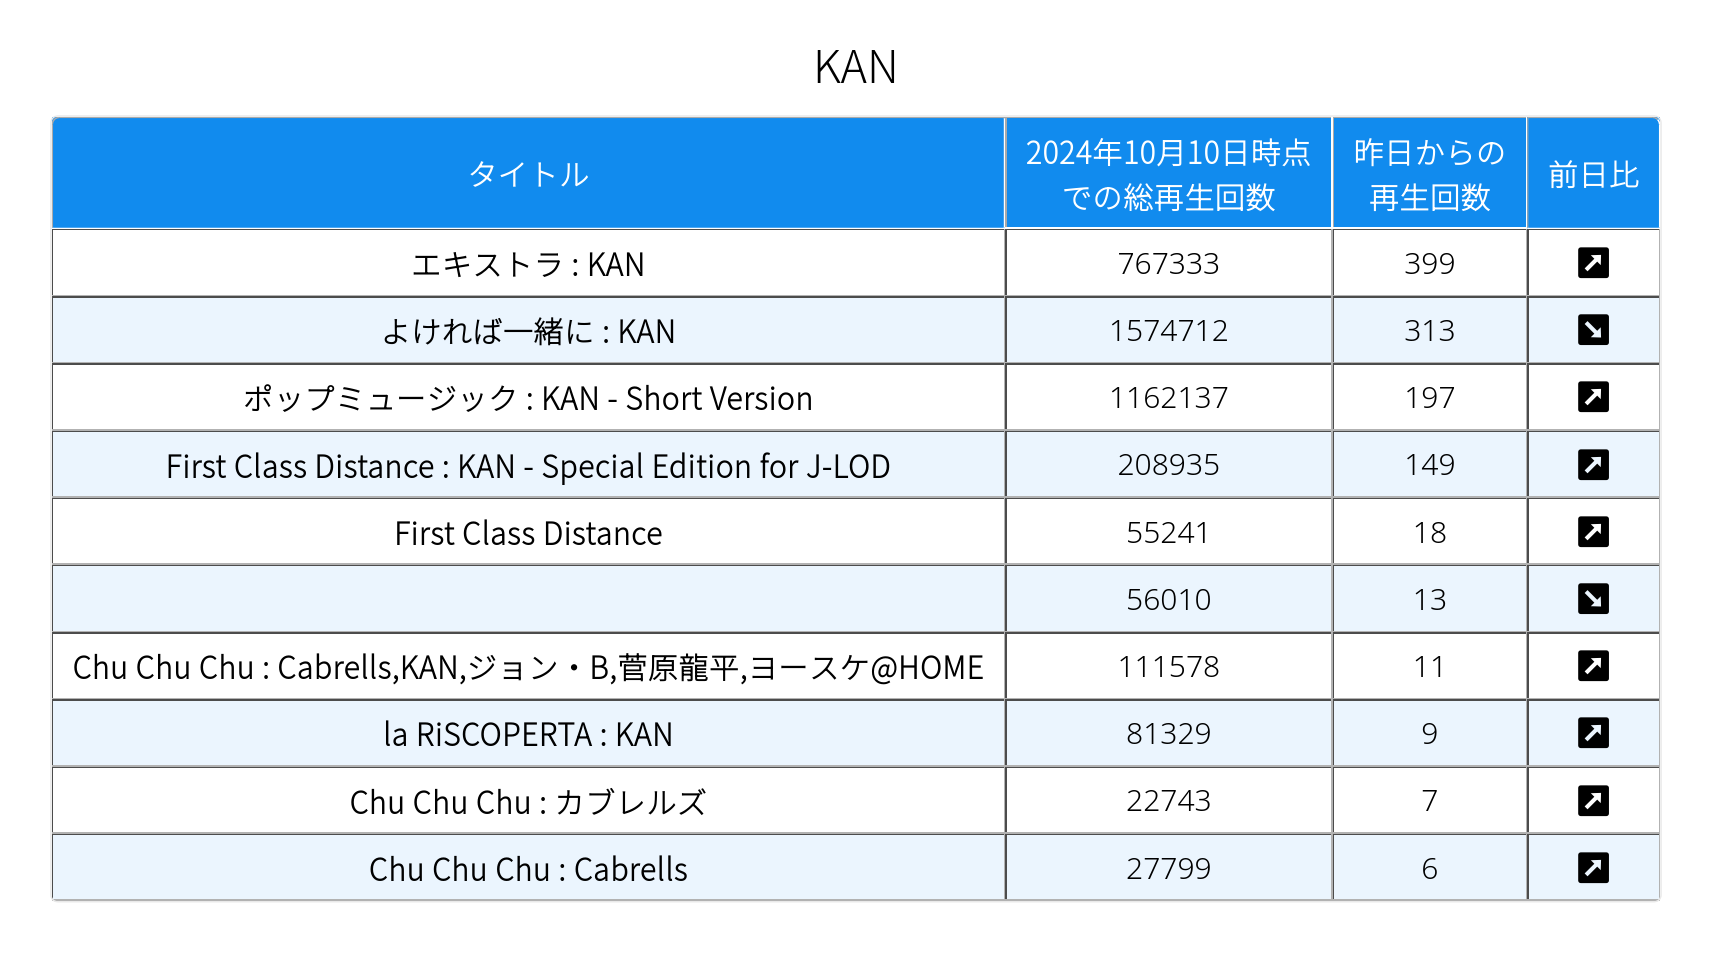 KAN
タイトル 2024年10月10日時点での総再生回数 昨日からの再生回数 前日比
エキストラ : KAN 767333 399
よければ一緒に : KAN 1574712 313
ポップミュージック : KAN - Short Version 1162137 197
First Class Distance : KAN - Special Edition for J-LOD 208935 149
First Class Distance 55241 18
56010 13
Chu Chu Chu : Cabrells,KAN,ジョン・B,菅原龍平,ヨースケ@HOME 111578 11
la RiSCOPERTA : KAN 81329 9
Chu Chu Chu : カブレルズ 22743 7
Chu Chu Chu : Cabrells 27799 6